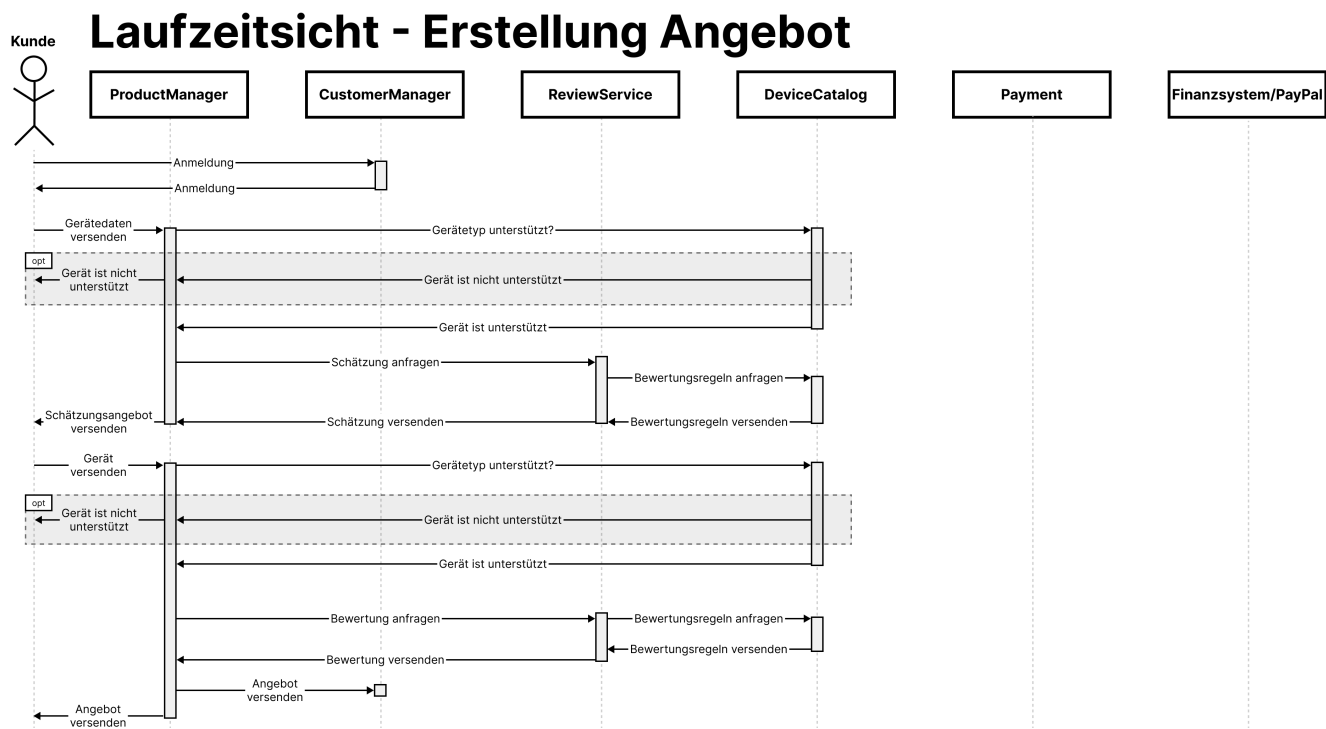 Kunde
Laufzeitsicht - Erstellung Angebot
ProductManager
CustomerManager
ReviewService
DeviceCatalog
Payment
Finanzsystem/PayPal
Anmeldung
Anmeldung
Gerätedaten
versenden
Gerätetyp unterstützt?
opt
Gerät ist nicht
unterstützt
Gerät ist nicht unterstützt
Gerät ist unterstützt
Schätzung anfragen
Bewertungsregeln anfragen
Schätzungsangebot
versenden
Schätzung versenden
Bewertungsregeln versenden
Gerät
versenden
Gerätetyp unterstützt?
opt
Gerät ist nicht
unterstützt
Gerät ist nicht unterstützt
Gerät ist unterstützt
Bewertung anfragen
Bewertungsregeln anfragen
Bewertungsregeln versenden
Bewertung versenden
Angebot
versenden
Angebot
versenden